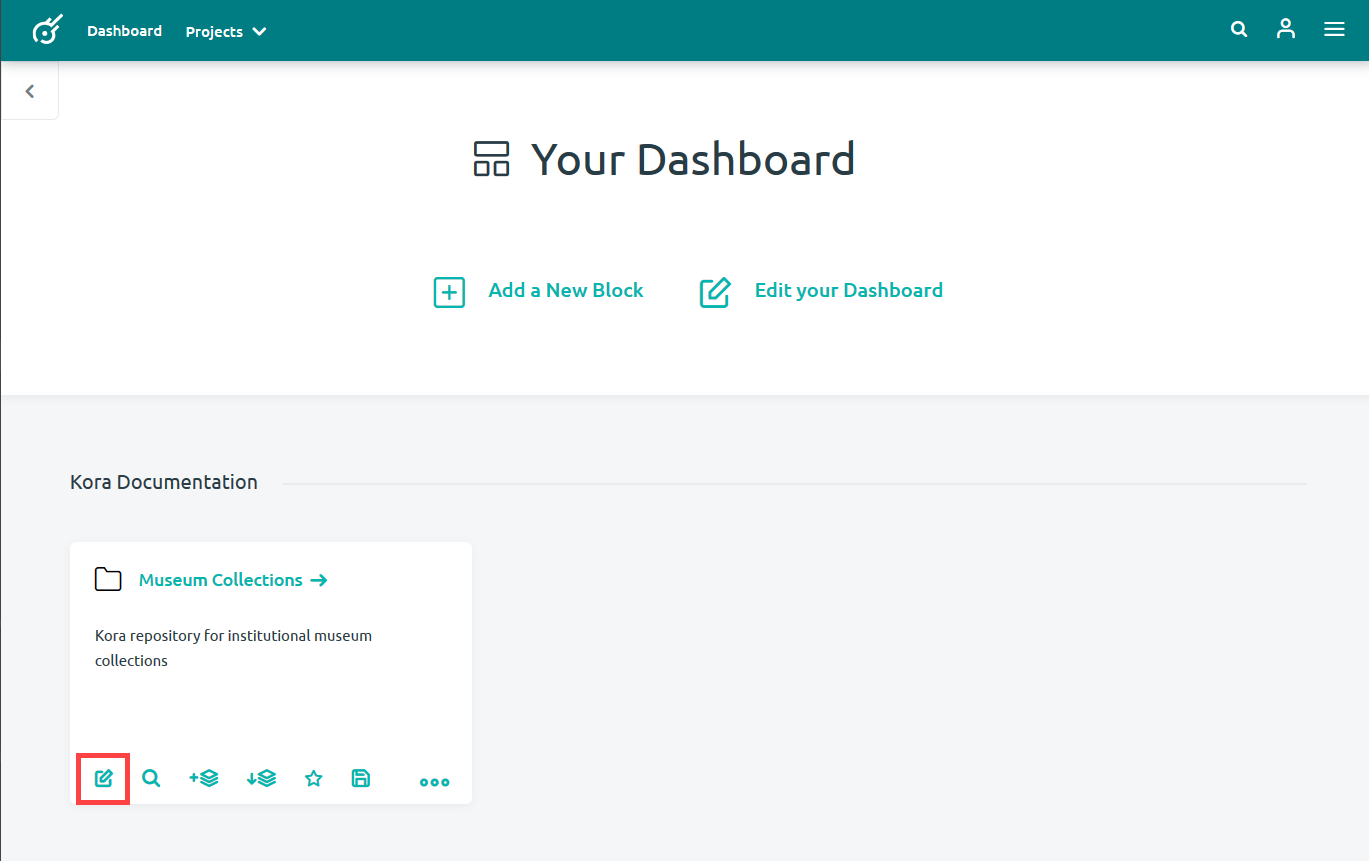 Dashboard Projects
Your Dashboard
Add a New Block Edit your Dashboard
Kora Documentation
Museum Collections
Kora repository for institutional museum
collections